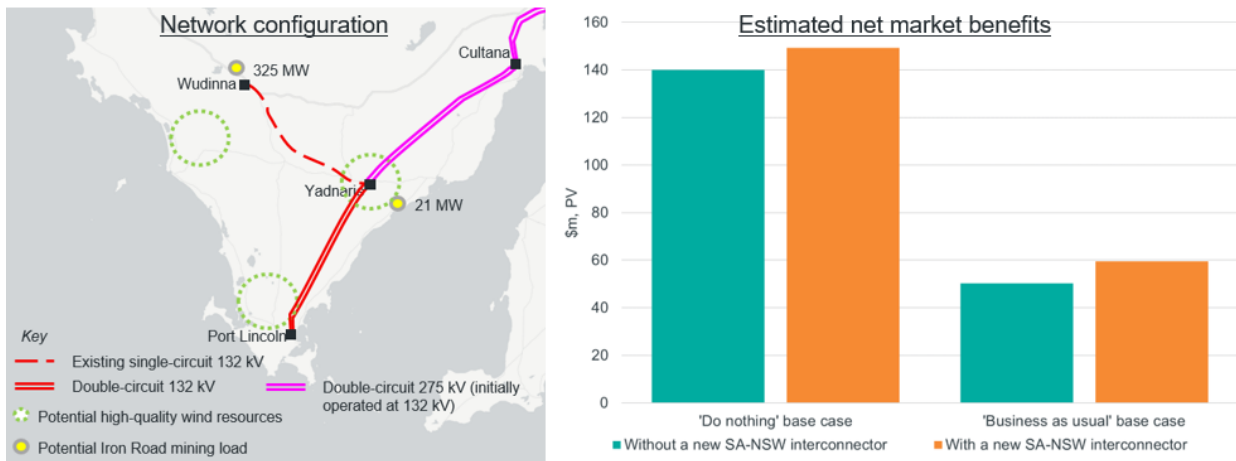 Network configuration
Cultana
325 MW
Wudinna
Yadnarie
21 MW
Port Lincoln
Key
Existing single-circuit 132 kV
Double-circuit 132 kV
Double-circuit 275 kV (initially
operated at 132 kV)
Potential high-quality wind resources
Potential Iron Road mining load
Estimated net market benefits
160
140
120
100
80
60
40
20
0
$m, PV
'Do nothing' base case
'Business as usual' base case
Without a new SA-NSW interconnector
With a new SA-NSW interconnector